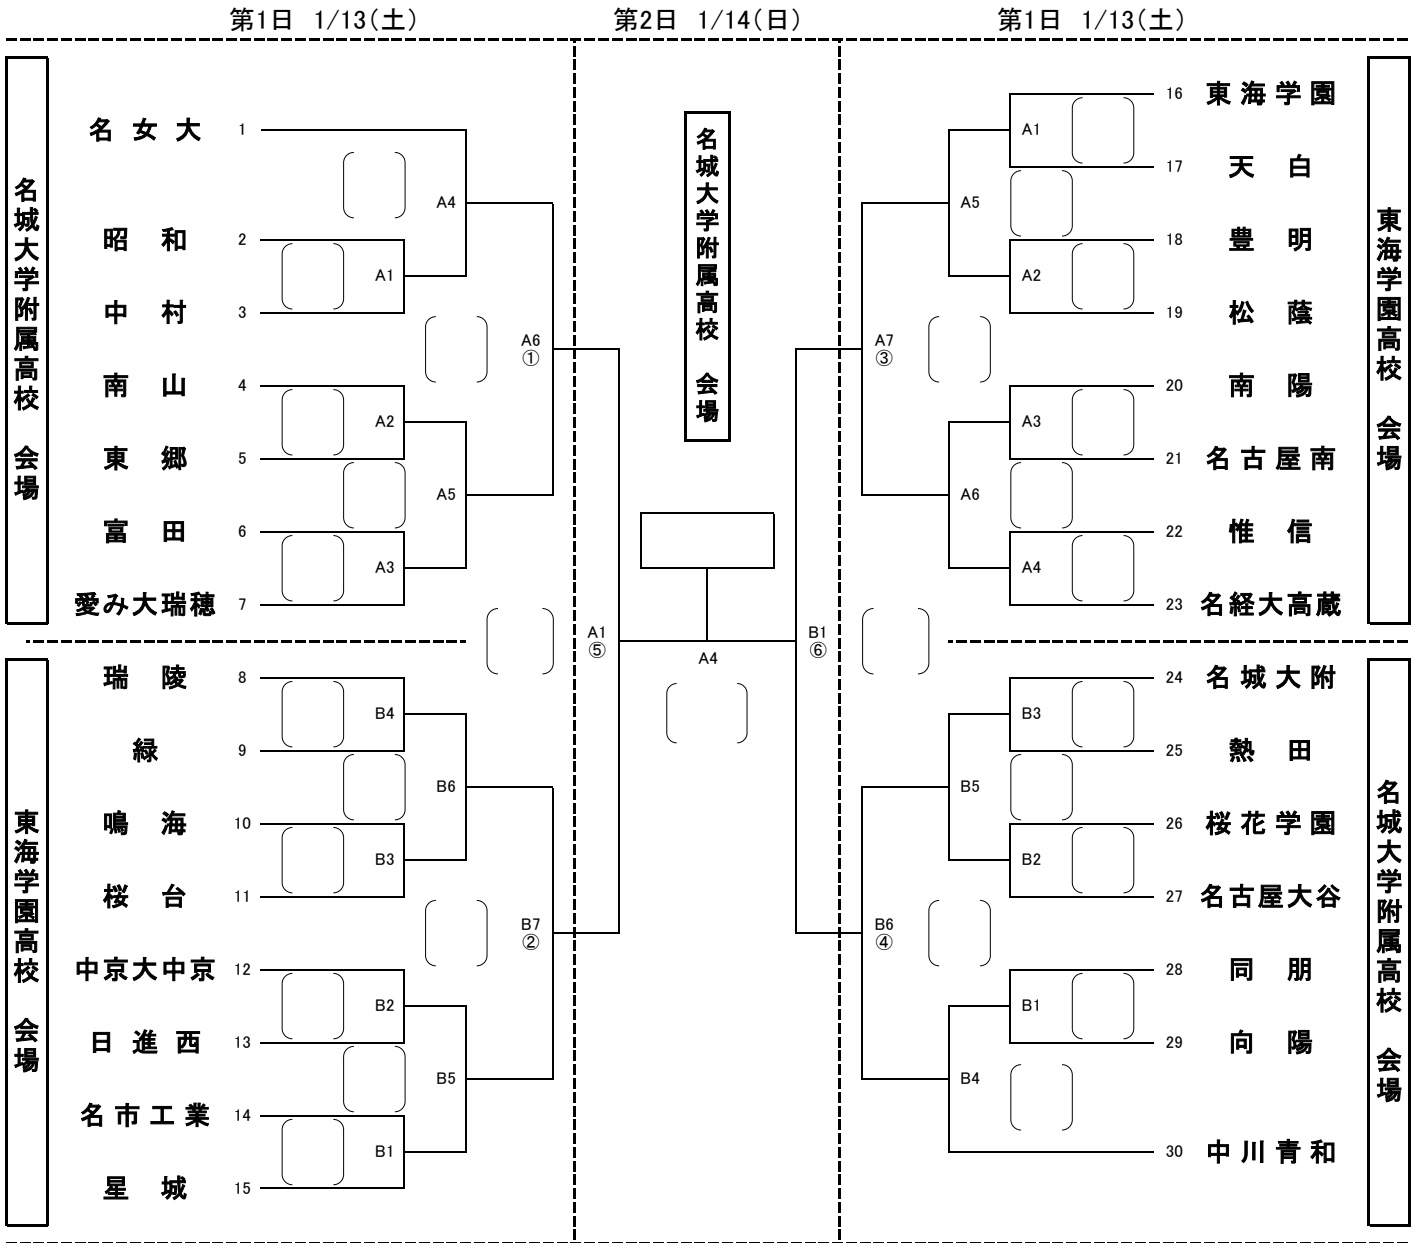 第1日 1/13(土)
第2日 1/14(日)
第1日 1/13(土)
名城大学附属高校 会場
名女大 1
昭和 2
中村 3
南山 4
東郷 5
富田 6
愛み大瑞穂 7
A4
A1
A2
A5
A3
A6
①
東海学園高校 会場
瑞陵 8
緑 9
鳴海 10
桜台 11
中京大中京 12
日進西 13
名市工業 14
星城 15
B4
B6
B3
B2
B5
B1
B7
②
名城大学附属高校 会場
A1
⑤
A4
B1
⑥
東海学園高校 会場
16 東海学園
17 天白
18 豊明
19 松蔭
20 南陽
21 名古屋南
22 惟信
23 名経大高蔵
A1
A5
A2
A7
③
A3
A6
A4
名城大学附属高校 会場
24 名城大附
25 熱田
26 桜花学園
27 名古屋大谷
28 同朋
29 向陽
30 中川青和
B3
B5
B2
B6
④
B1
B4